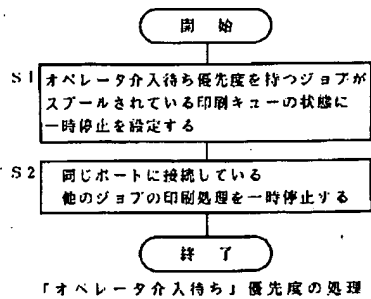 開始
S1
オペレータ介入待ち優先度を持つジョブが
スプールされている印刷キューの状態に
一時停止を設定する
S2
同じポートに接続している
他のジョブの印刷処理を一時停止する
終了
「オペレータ介入待ち」優先度の処理